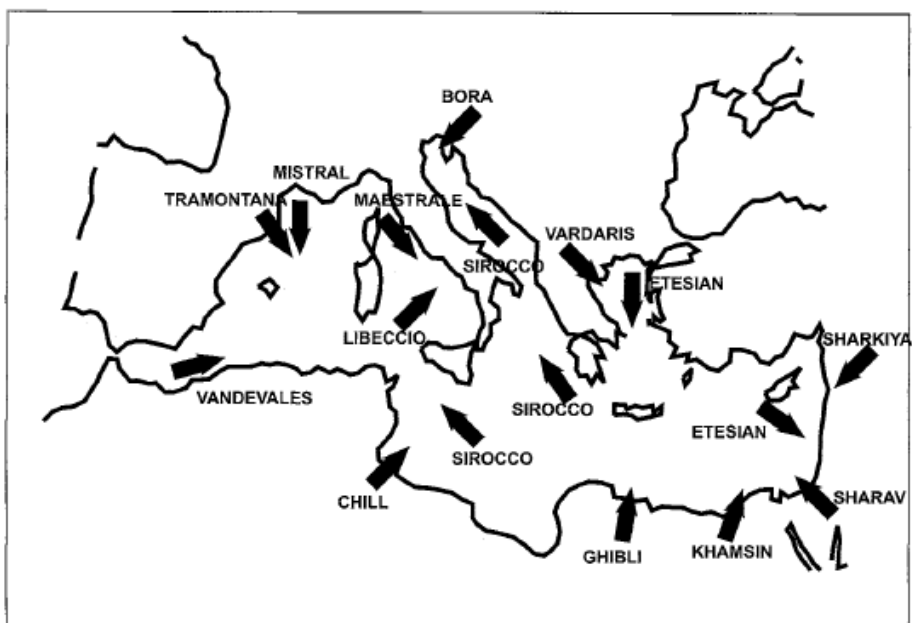 BORA
MISTRAL
TRAMONTANA
MAESTRALE
VARDARIS
SIROCCO
ETESIAN
LIBECCIO
SHARKIYA
VANDEVALES
SIROCCO
ETESIAN
SIROCCO
CHILL
SHARAV
GHIBLI
KHAMSIN